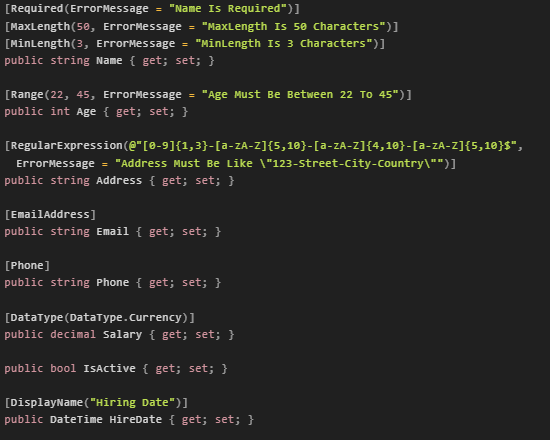 [Required(ErrorMessage = "Name Is Required")]
[MaxLength(50, ErrorMessage = "MaxLength Is 50 Characters")]
[MinLength(3, ErrorMessage = "MinLength Is 3 Characters")]
public string Name { get; set; }
[Range(22, 45, ErrorMessage = "Age Must Be Between 22 To 45")]
public int Age { get; set; }
[RegularExpression(@"[0-9]{1,3}-[a-zA-Z]{5,10}-[a-zA-Z]{4,10}-[a-zA-Z]{5,10}$",
ErrorMessage = "Address Must Be Like \"123-Street-City-Country\"")]
public string Address { get; set; }
[EmailAddress]
public string Email { get; set; }
[Phone]
public string Phone { get; set; }
[DataType(DataType.Currency)]
public decimal Salary { get; set; }
public bool IsActive { get; set; }
[DisplayName("Hiring Date")]
public DateTime HireDate { get; set; }